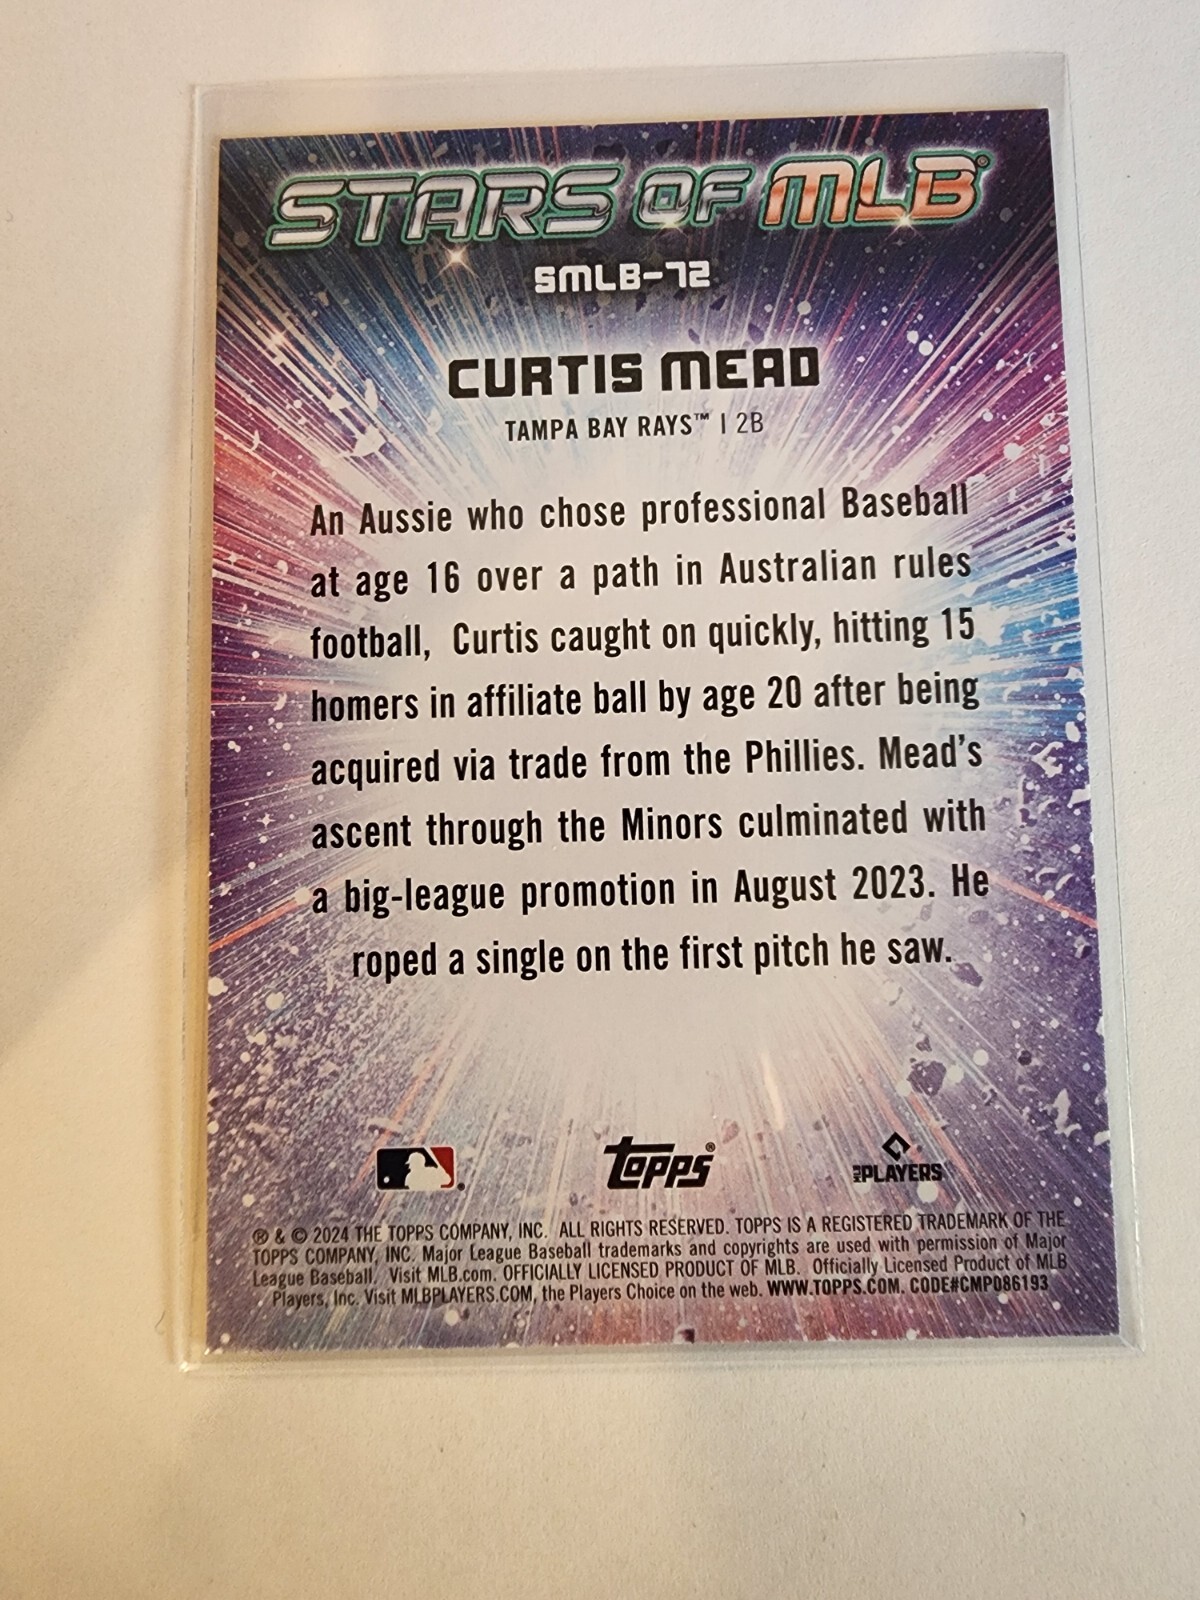 STARS OF MLB®
SMLB-72
CURTIS MEAD
TAMPA BAY RAYS™ | 2B
An Aussie who chose professional Baseball
at age 16 over a path in Australian rules
football, Curtis caught on quickly, hitting 15
homers in affiliate ball by age 20 after being
acquired via trade from the Phillies. Mead's
ascent through the Minors culminated with
a big-league promotion in August 2023. He
roped a single on the first pitch he saw.
Topps® PLAYERS
® & © 2024 THE TOPPS COMPANY, INC. ALL RIGHTS RESERVED. TOPPS IS A REGISTERED TRADEMARK OF THE
TOPPS COMPANY, INC. Major League Baseball trademarks and copyrights are used with permission of Major
League Baseball. Visit MLB.com. OFFICIALLY LICENSED PRODUCT OF MLB. Officially Licensed Product of MLB
Players, Inc. Visit MLBPLAYERS.COM, the Players Choice on the web. WWW.TOPPS.COM. CODE#CMP086193